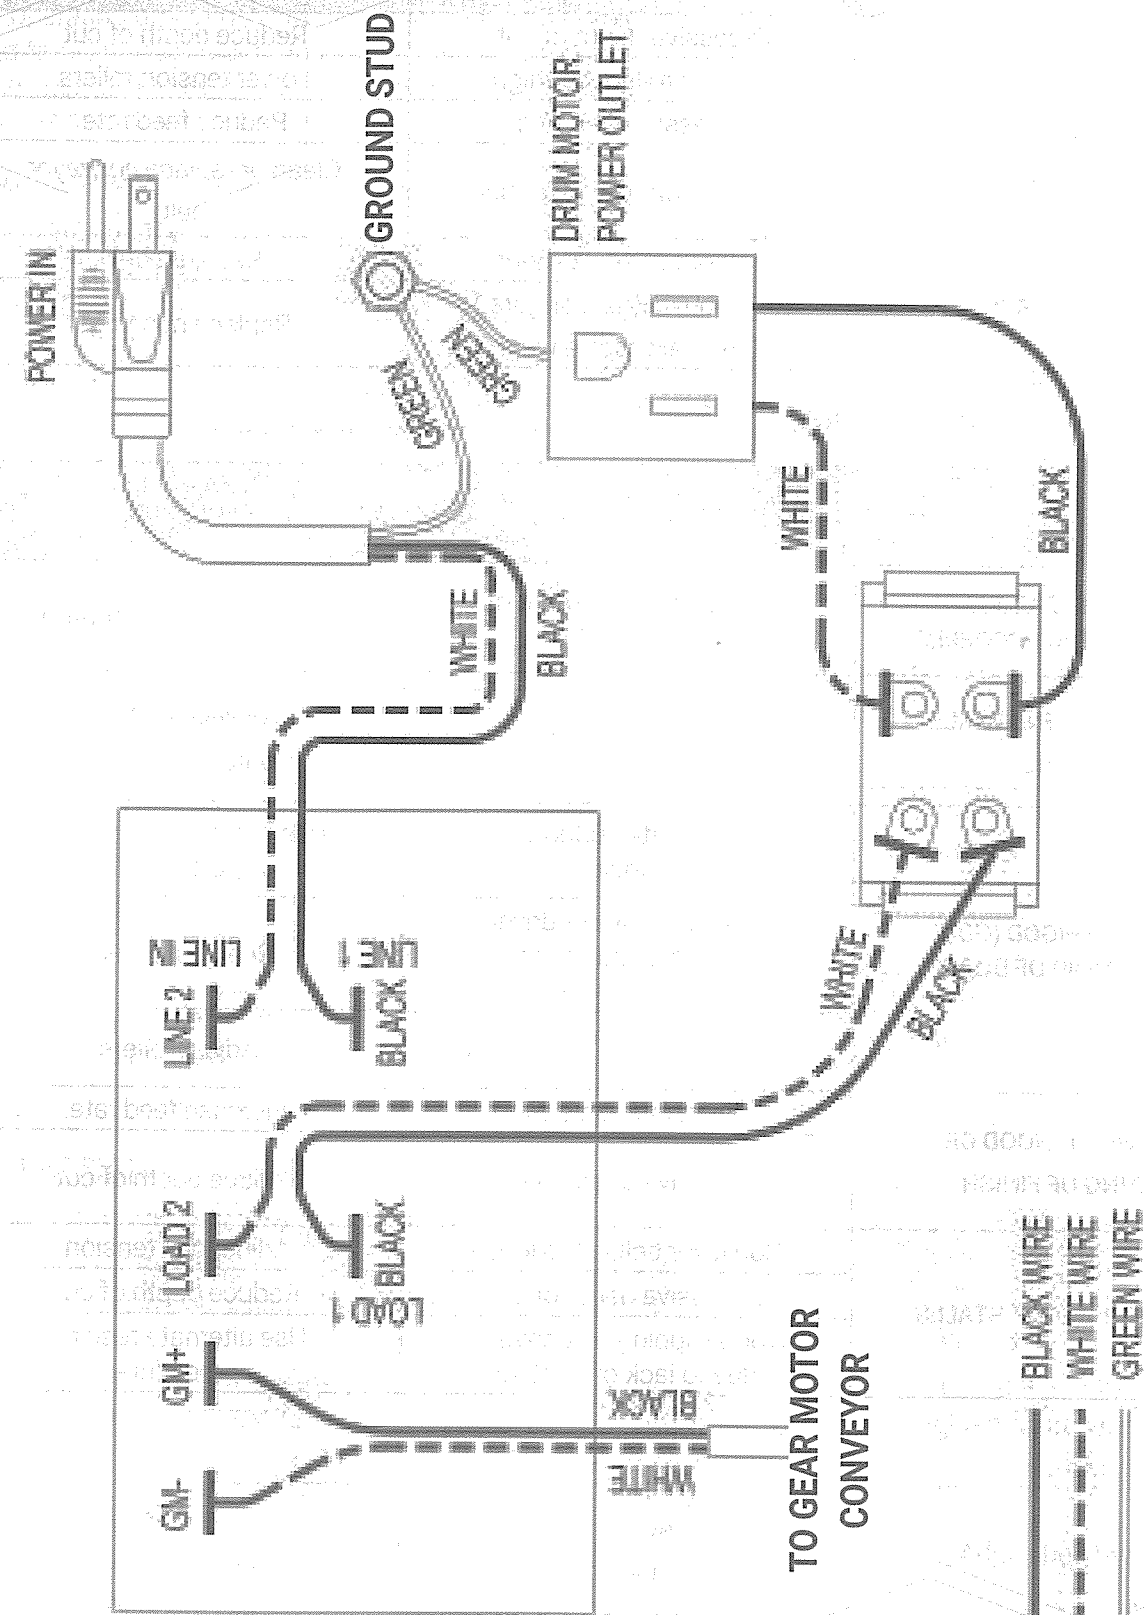 POWER IN
GROUND STUD
DRUM MOTOR
POWER OUTLET
GREEN
GREEN
WHITE
BLACK
WHITE
BLACK
LINE IN
LINE 2
LINE 1
BLACK
WHITE
BLACK
LOAD 2
BLACK
LOAD 1
GM+
GM-
BLACK
WHITE
TO GEAR MOTOR
CONVEYOR
BLACK WIRE
WHITE WIRE
GREEN WIRE